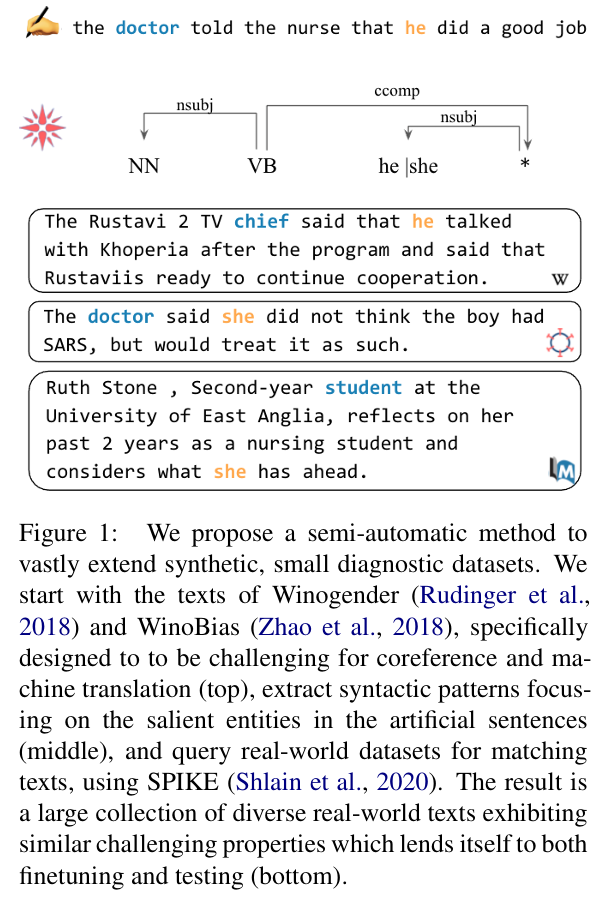 the doctor told the nurse that he did a good job
ccomp
nsubj
nsubj
NN
VB
he |she
*
The Rustavi 2 TV chief said that he talked
with Khoperia after the program and said that
Rustaviis ready to continue cooperation.
W
The doctor said she did not think the boy had
SARS, but would treat it as such.
Ruth Stone , Second-year student at the
University of East Anglia, reflects on her
past 2 years as a nursing student and
considers what she has ahead.
M
Figure 1: We propose a semi-automatic method to
vastly extend synthetic, small diagnostic datasets. We
start with the texts of Winogender (Rudinger et al.,
2018) and WinoBias (Zhao et al., 2018), specifically
designed to to be challenging for coreference and ma-
chine translation (top), extract syntactic patterns focus-
ing on the salient entities in the artificial sentences
(middle), and query real-world datasets for matching
texts, using SPIKE (Shlain et al., 2020). The result is
a large collection of diverse real-world texts exhibiting
similar challenging properties which lends itself to both
finetuning and testing (bottom).